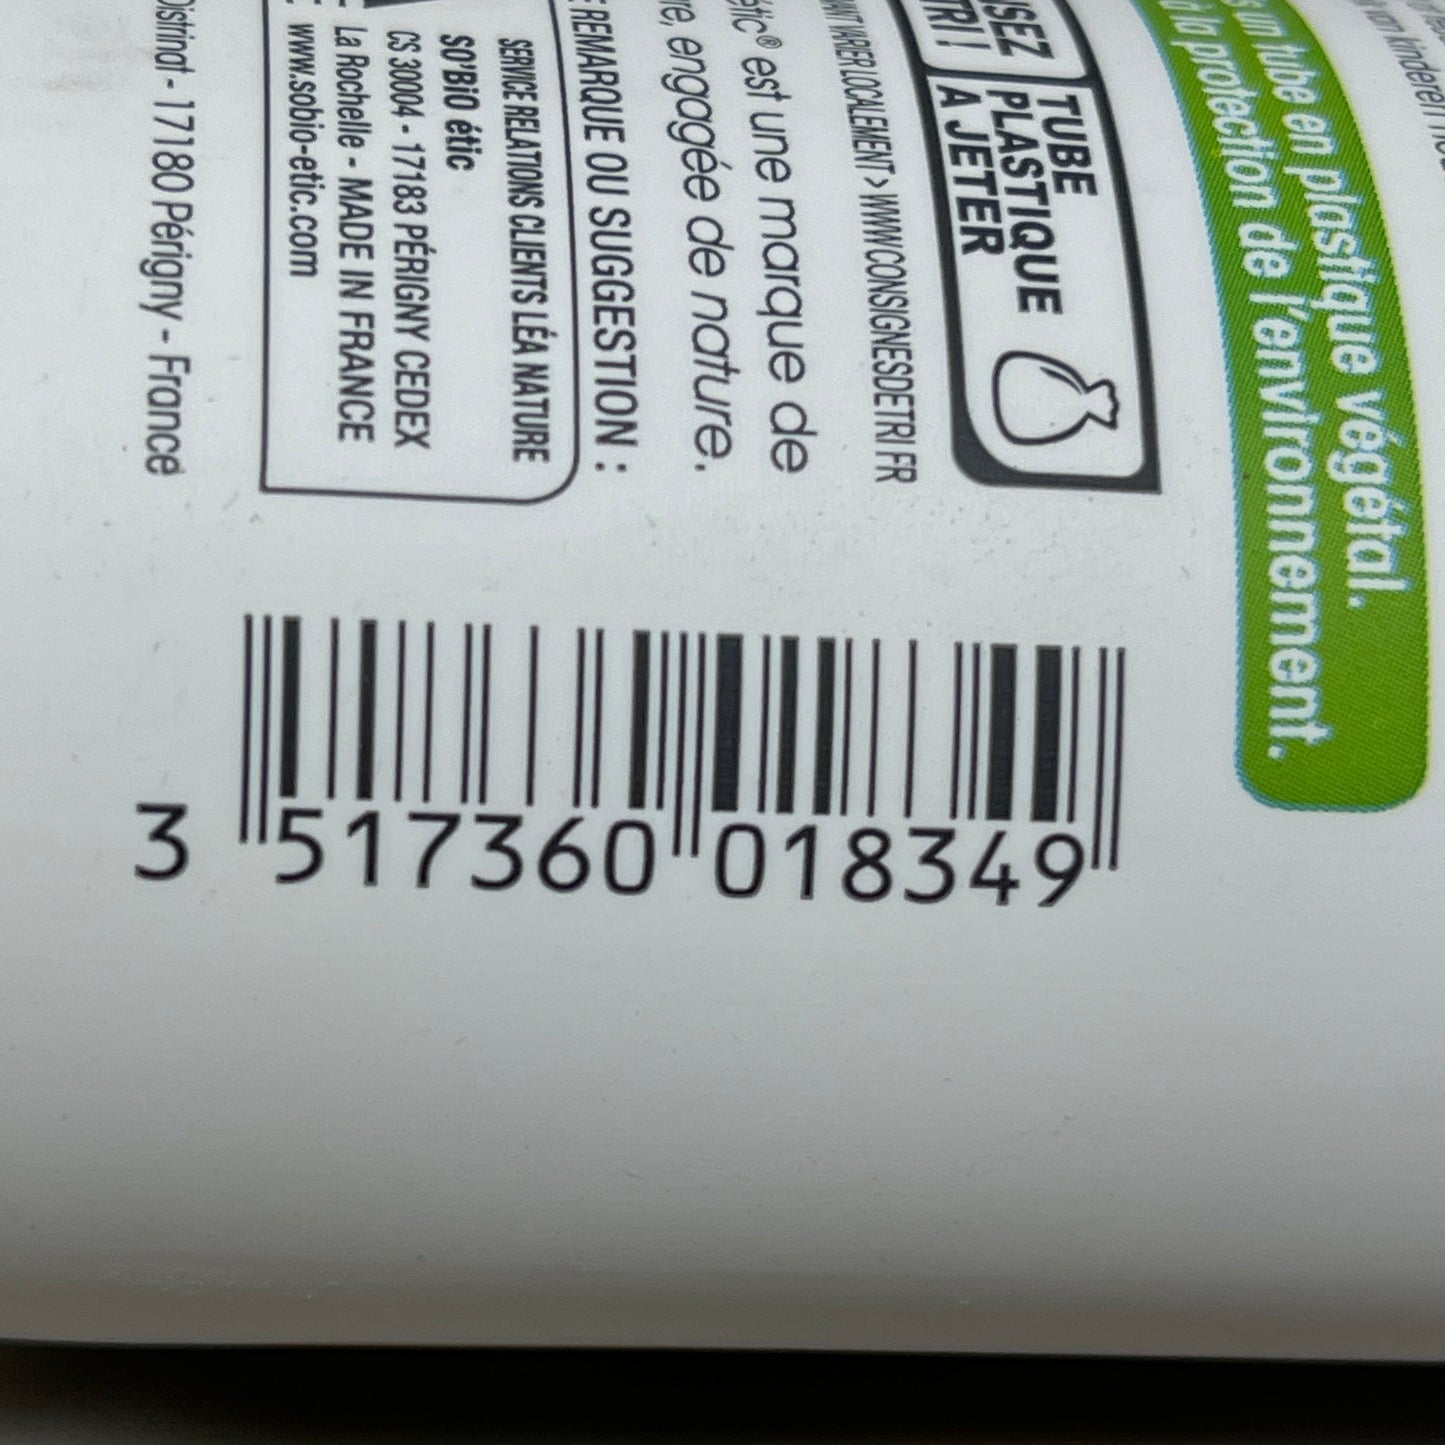 un tube en plastique végétal.
à la protection de l'environnement.
TUBE
PLASTIQUE
À JETER
TRI !
VARIER LOCALEMENT > WWW.CONSIGNESDETRI.FR
étic® est une marque de
engagée de nature.
REMARQUE OU SUGGESTION :
SERVICE RELATIONS CLIENTS LÉA NATURE
SO'BiO étic
CS 30004 - 17183 PÉRIGNY CEDEX
La Rochelle - MADE IN FRANCE
www.sobio-etic.com
- 17180 Périgny - France
3 517360 018349